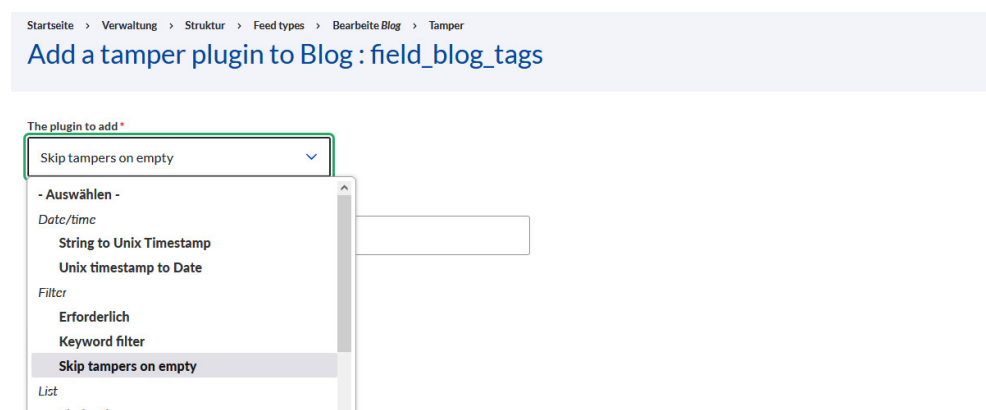 Startseite › Verwaltung › Struktur › Feed types › Bearbeite Blog › Tamper
Add a tamper plugin to Blog : field_blog_tags
The plugin to add *
Skip tampers on empty
- Auswählen -
Date/time
String to Unix Timestamp
Unix timestamp to Date
Filter
Erforderlich
Keyword filter
Skip tampers on empty
List